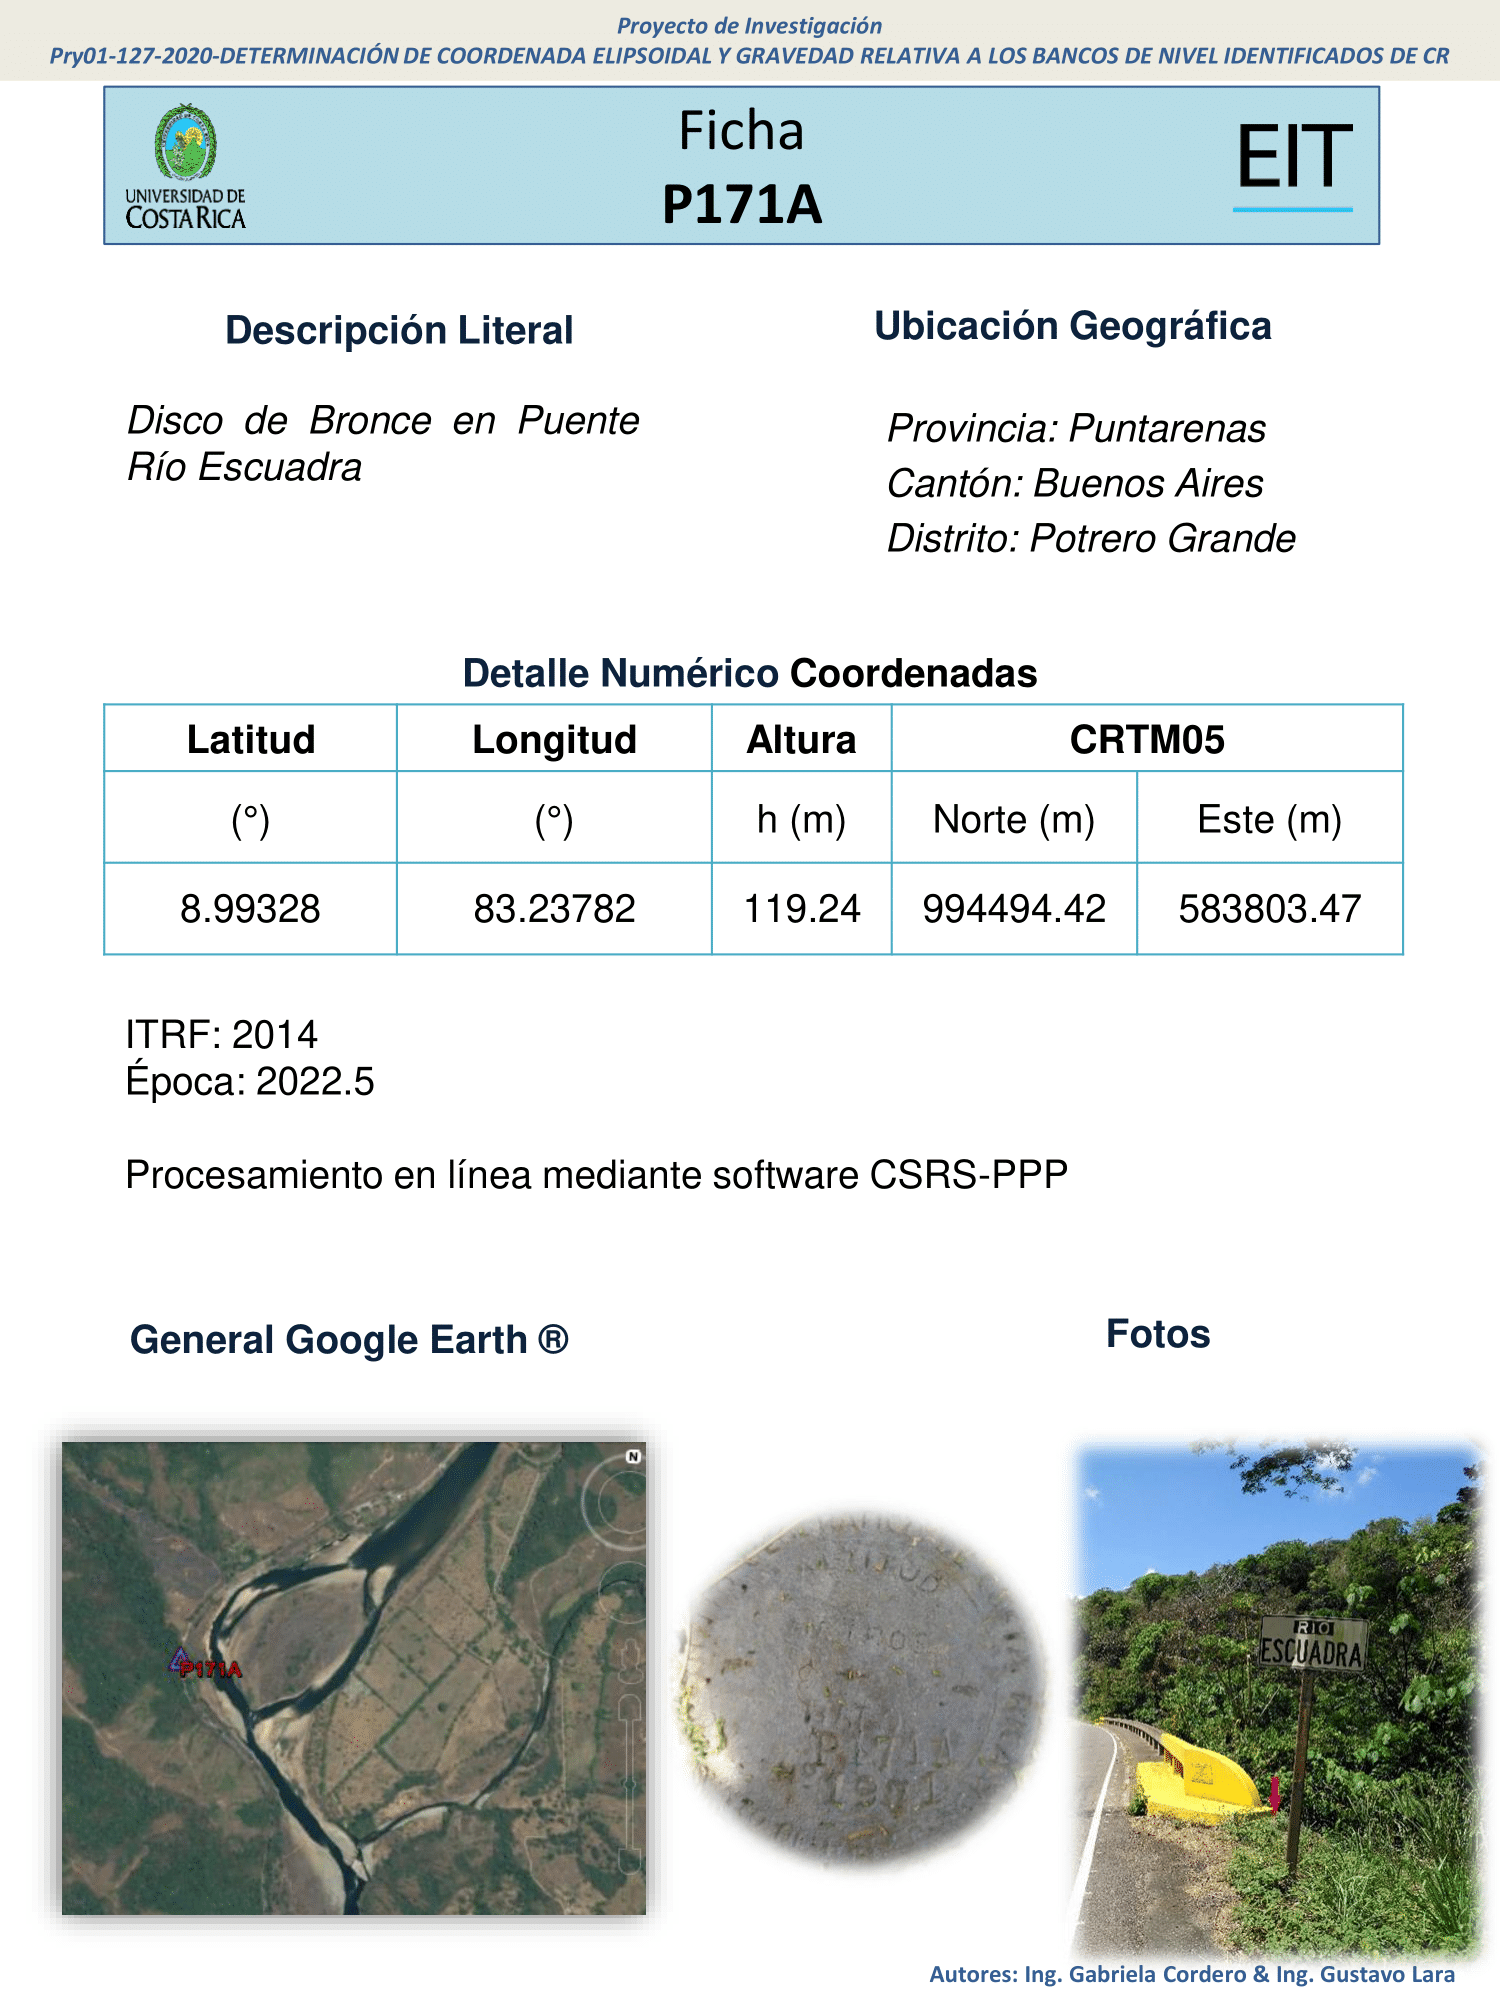 Proyecto de Investigación
Pry01-127-2020-DETERMINACIÓN DE COORDENADA ELIPSOIDAL Y GRAVEDAD RELATIVA A LOS BANCOS DE NIVEL IDENTIFICADOS DE CR
UNIVERSIDAD DE
COSTA RICA
Ficha
P171A
EIT
Descripción Literal
Disco de Bronce en Puente
Río Escuadra
Ubicación Geográfica
Provincia: Puntarenas
Cantón: Buenos Aires
Distrito: Potrero Grande
Detalle Numérico Coordenadas
Latitud Longitud Altura CRTM05
(°) (°) h (m) Norte (m) Este (m)
8.99328 83.23782 119.24 994494.42 583803.47
ITRF: 2014
Época: 2022.5
Procesamiento en línea mediante software CSRS-PPP
General Google Earth ®
Fotos
N
P171A
P171A
RIO
ESCUADRA
Autores: Ing. Gabriela Cordero & Ing. Gustavo Lara